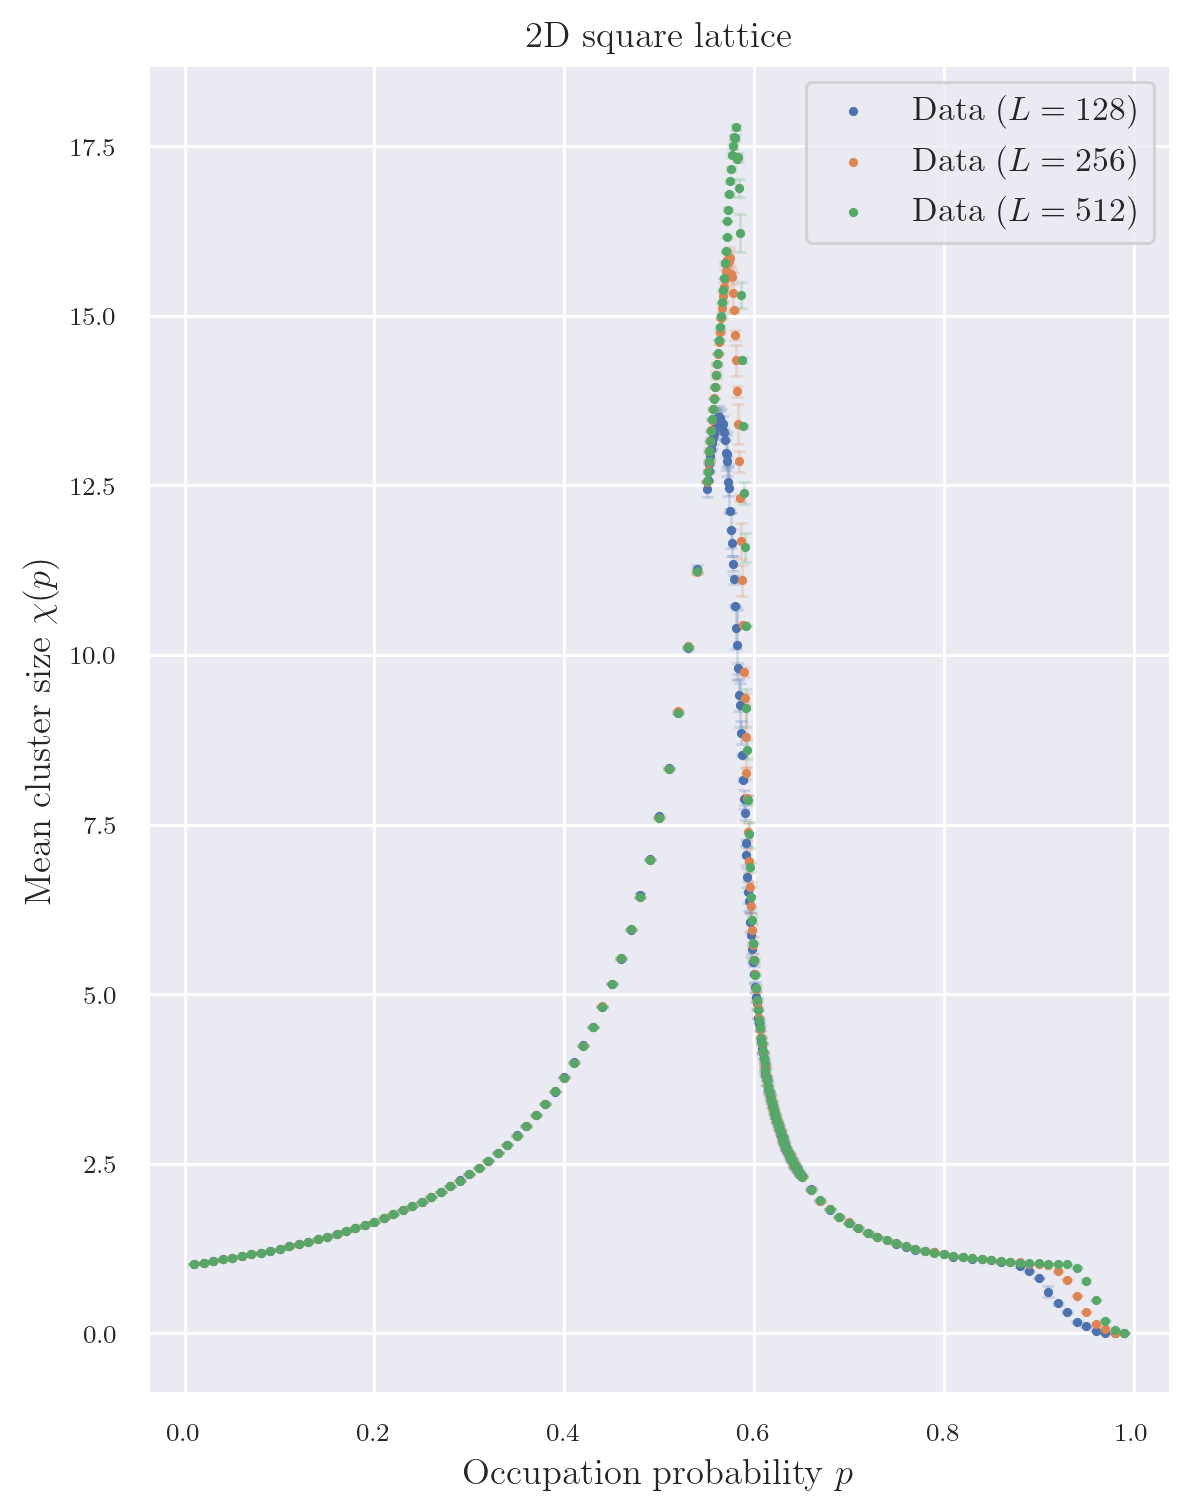 2D square lattice
Data (L = 128)
Data (L = 256)
Data (L = 512)
Mean cluster size χ(p)
17.5
15.0
12.5
10.0
7.5
5.0
2.5
0.0
0.0 0.2 0.4 0.6 0.8 1.0
Occupation probability p